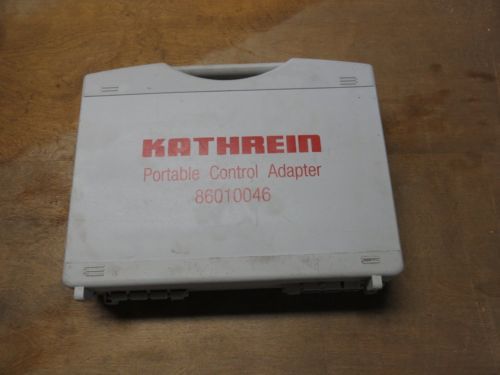 KATHREIN
Portable Control Adapter
86010046